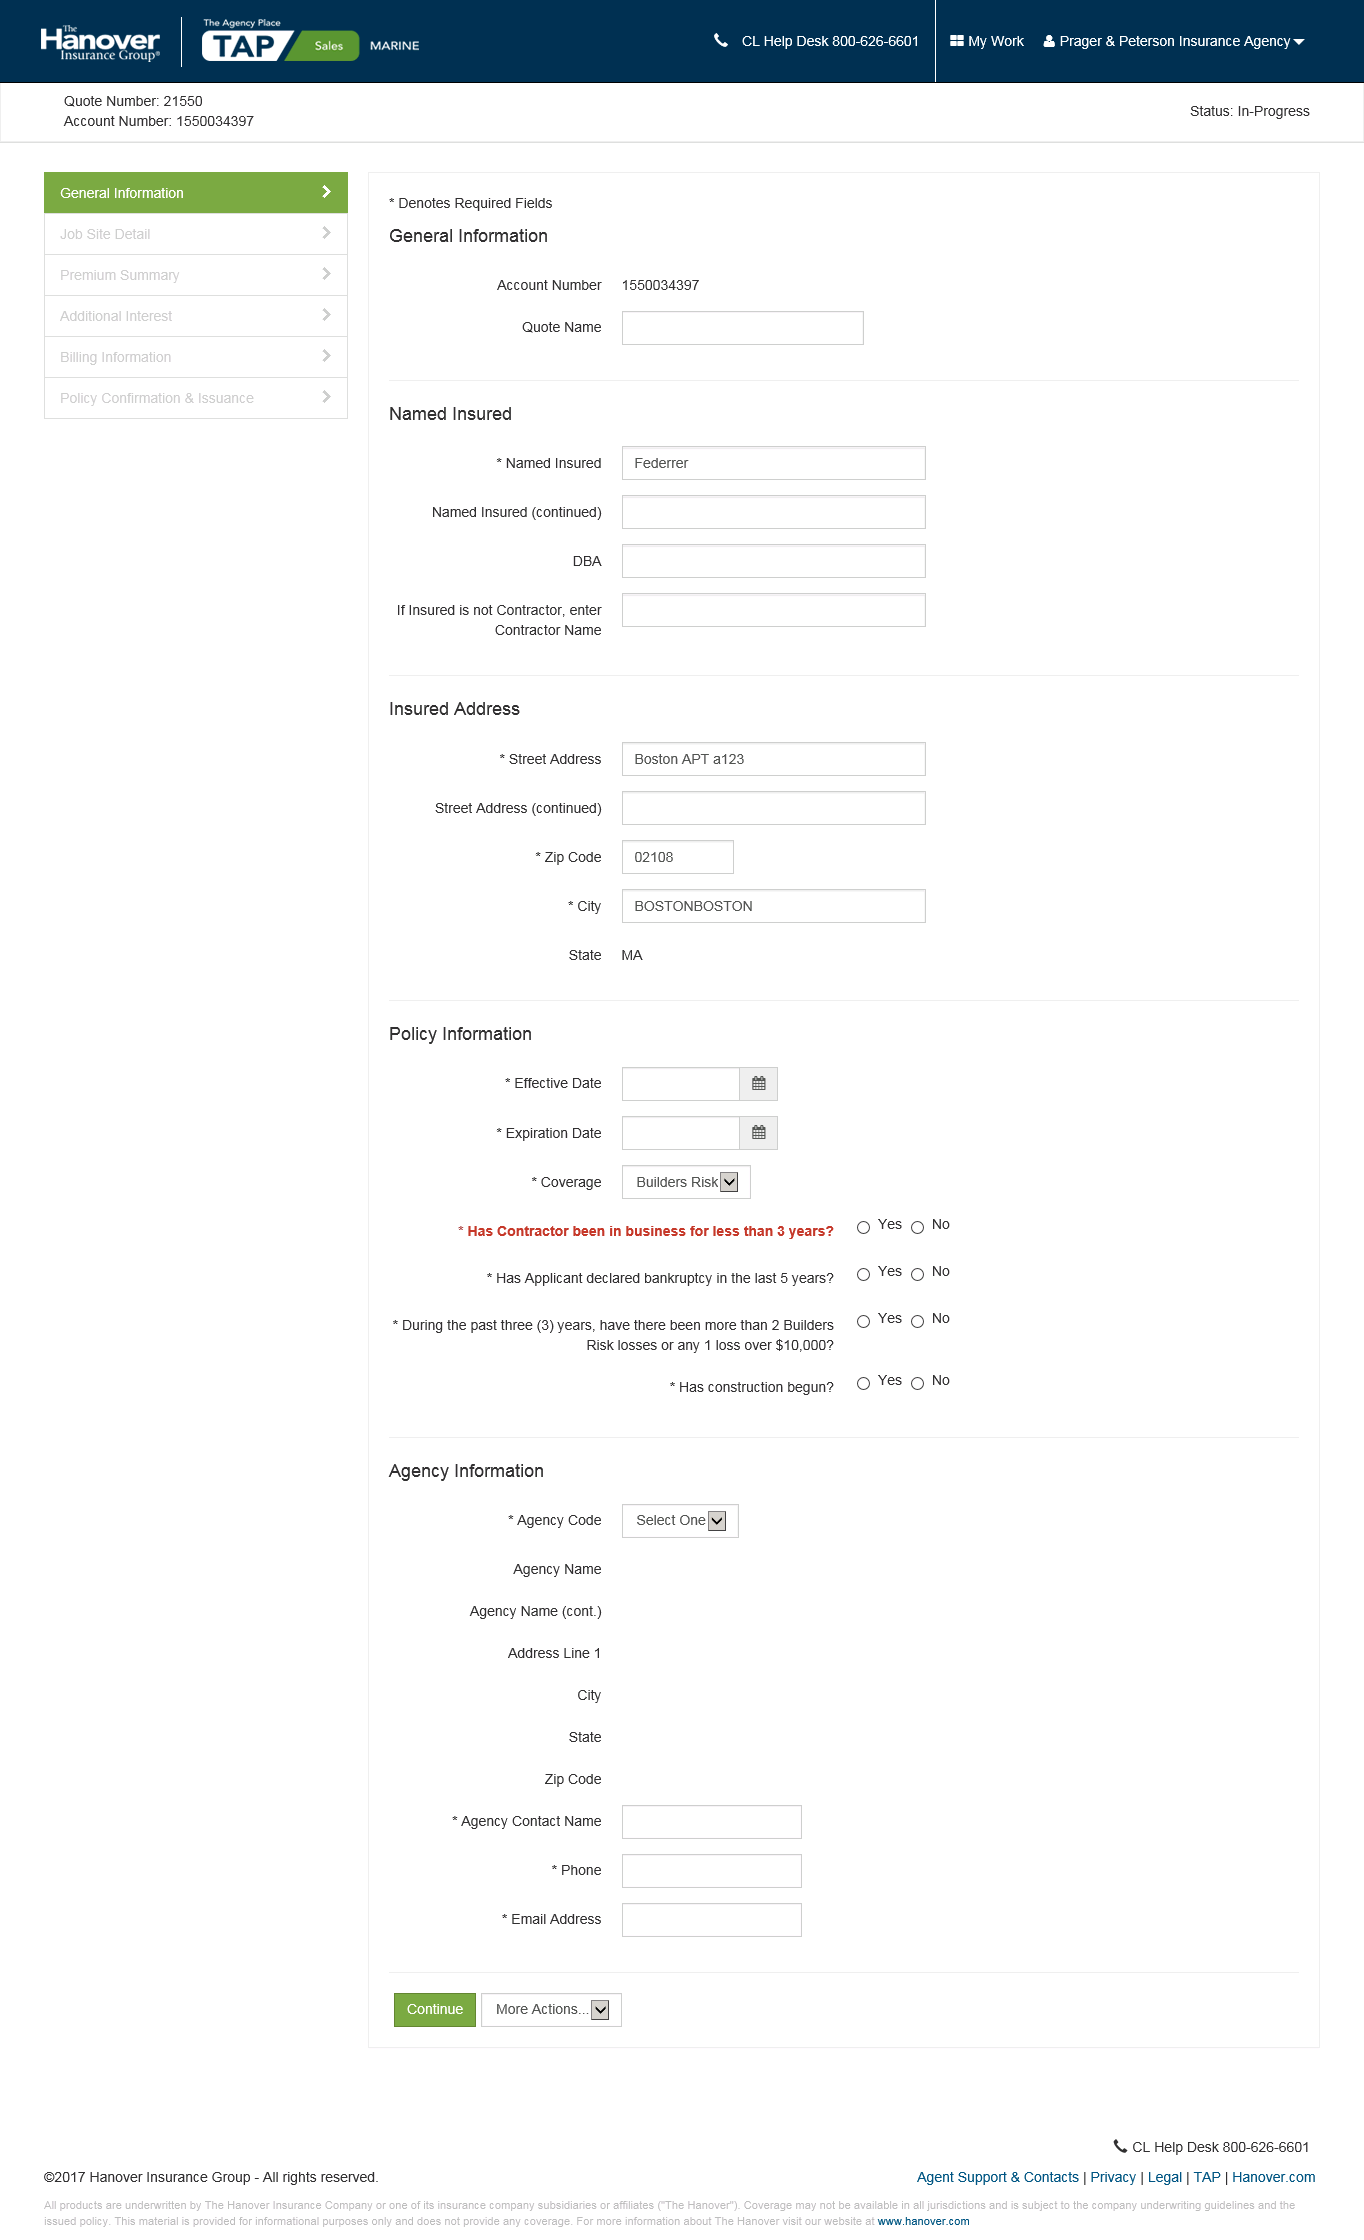 The Hanover Insurance Group®
The Agency Place
TAP Sales MARINE
CL Help Desk 800-626-6601
My Work
Prager & Peterson Insurance Agency
Quote Number: 21550
Account Number: 1550034397
Status: In-Progress
General Information
Job Site Detail
Premium Summary
Additional Interest
Billing Information
Policy Confirmation & Issuance
* Denotes Required Fields
General Information
Account Number 1550034397
Quote Name
Named Insured
* Named Insured Federrer
Named Insured (continued)
DBA
If Insured is not Contractor, enter
Contractor Name
Insured Address
* Street Address Boston APT a123
Street Address (continued)
* Zip Code 02108
* City BOSTONBOSTON
State MA
Policy Information
* Effective Date
* Expiration Date
* Coverage Builders Risk
* Has Contractor been in business for less than 3 years? Yes No
* Has Applicant declared bankruptcy in the last 5 years? Yes No
* During the past three (3) years, have there been more than 2 Builders Yes No
Risk losses or any 1 loss over $10,000?
* Has construction begun? Yes No
Agency Information
* Agency Code Select One
Agency Name
Agency Name (cont.)
Address Line 1
City
State
Zip Code
* Agency Contact Name
* Phone
* Email Address
Continue More Actions...
CL Help Desk 800-626-6601
©2017 Hanover Insurance Group - All rights reserved.
Agent Support & Contacts | Privacy | Legal | TAP | Hanover.com
All products are underwritten by The Hanover Insurance Company or one of its insurance company subsidiaries or affiliates ("The Hanover"). Coverage may not be available in all jurisdictions and is subject to the company underwriting guidelines and the
issued policy. This material is provided for informational purposes only and does not provide any coverage. For more information about The Hanover visit our website at www.hanover.com